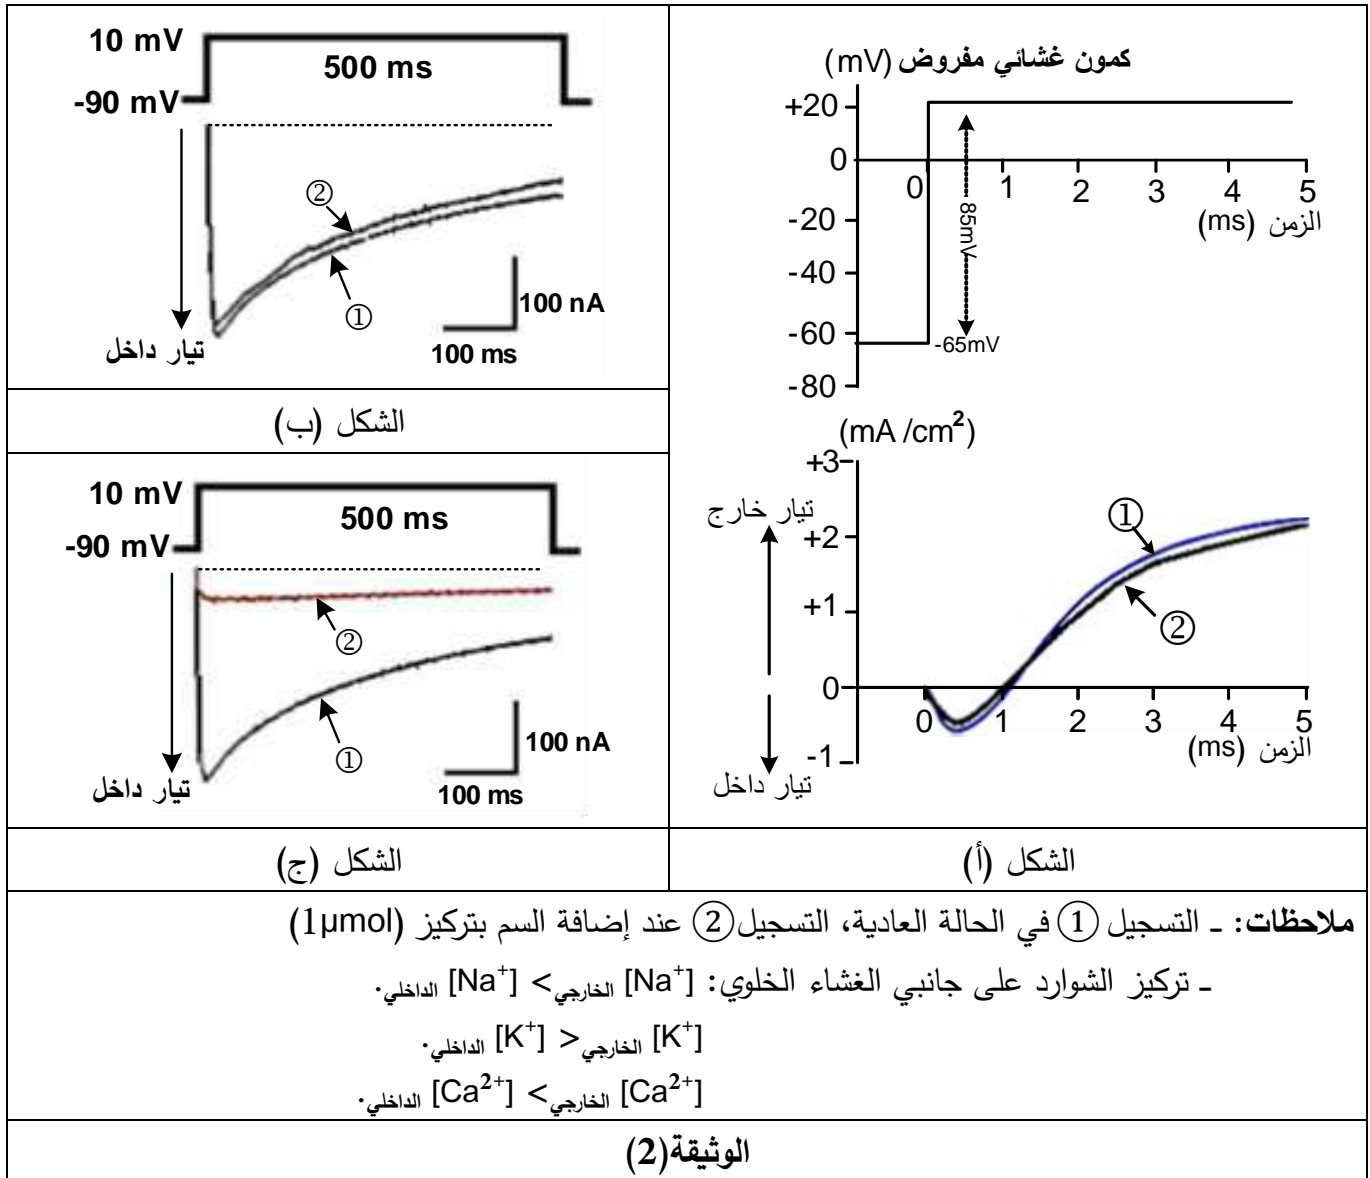 كمون غشائي مفروض (mV)
+20
0
-20
-40
-60
-80
0 1 2 3 4 5
الزمن (ms)
85mV
-65mV
(mA /cm²)
+3
+2
+1
0
-1
تيار خارج
تيار داخل
①
②
0 1 2 3 4 5
الزمن (ms)
الشكل (أ)
10 mV
-90 mV
500 ms
②
①
100 nA
100 ms
تيار داخل
الشكل (ب)
10 mV
-90 mV
500 ms
②
①
100 nA
100 ms
تيار داخل
الشكل (ج)
ملاحظات: ـ التسجيل ① في الحالة العادية، التسجيل ② عند إضافة السم بتركيز (1µmol)
ـ تركيز الشوارد على جانبي الغشاء الخلوي: [Na⁺] الخارجي > [Na⁺] الداخلي.
[K⁺] الخارجي < [K⁺] الداخلي.
[Ca²⁺] الخارجي > [Ca²⁺] الداخلي.
الوثيقة(2)